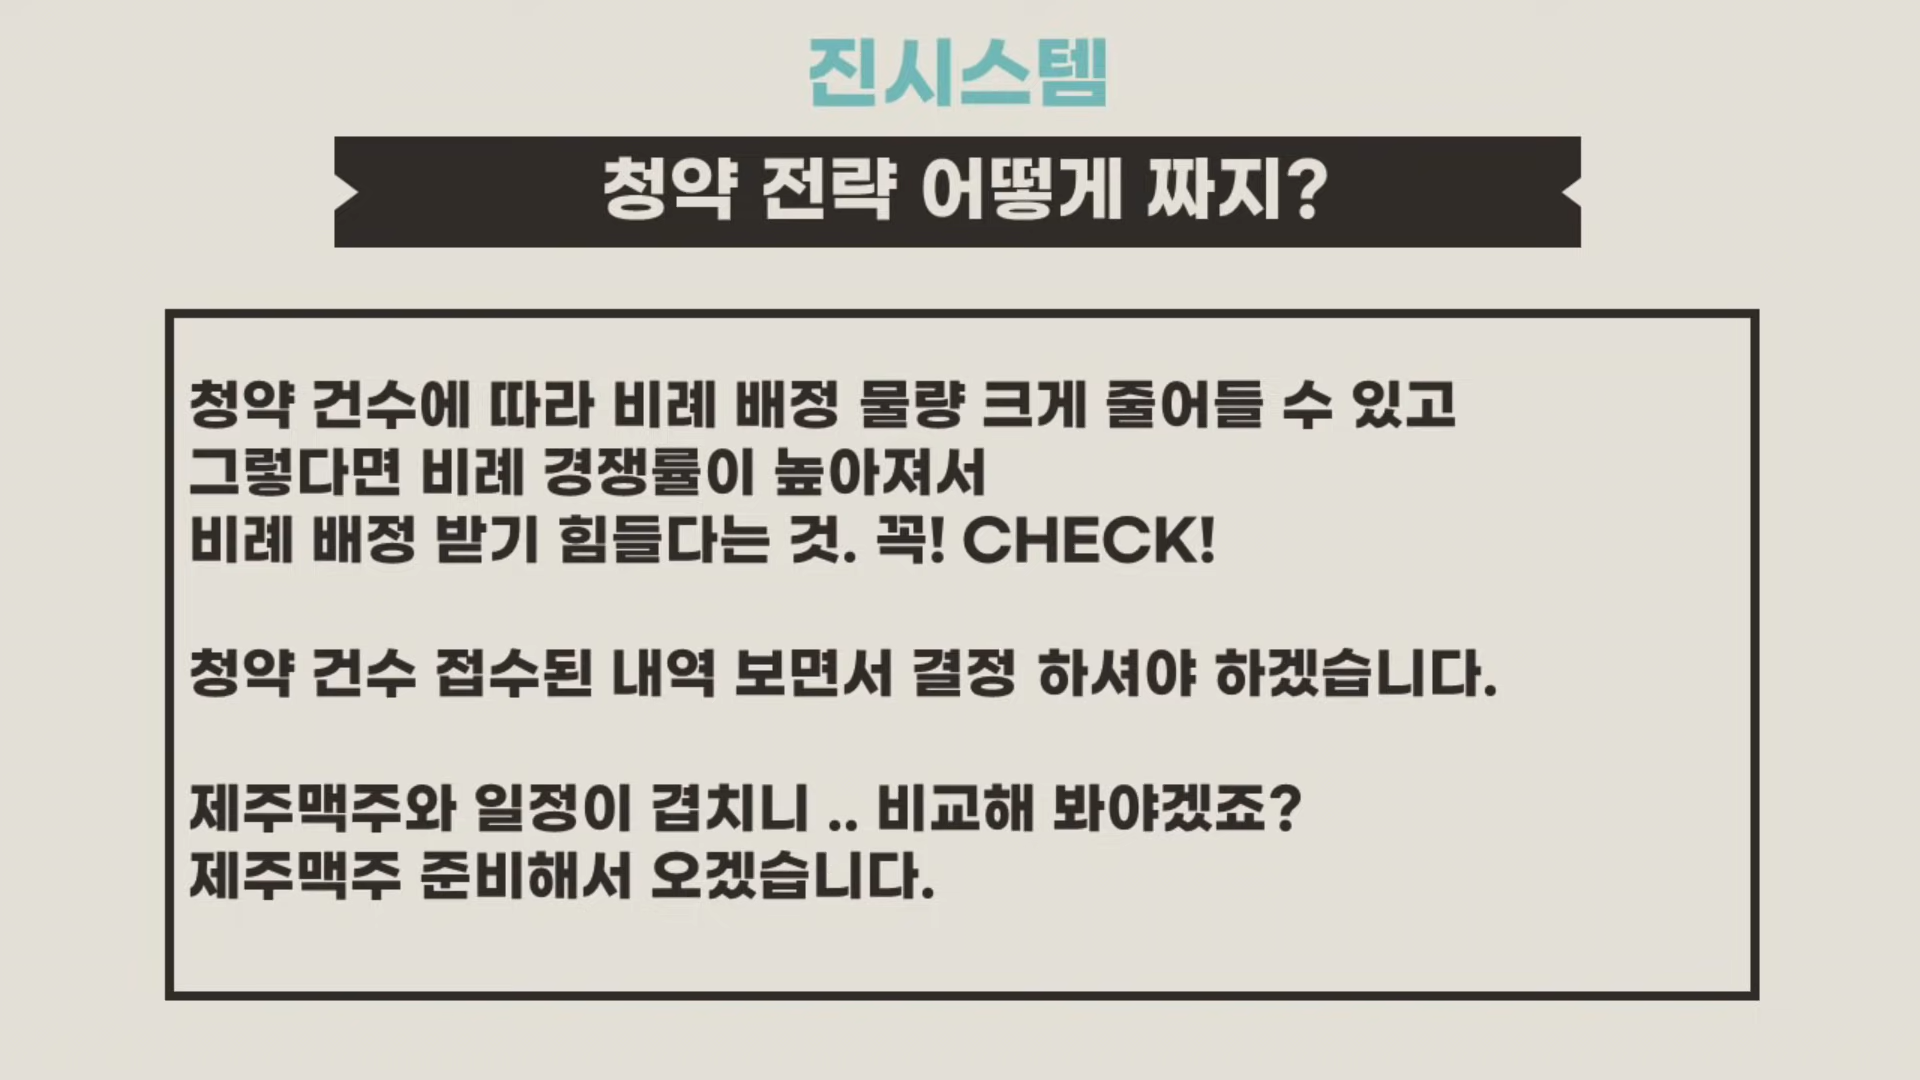 진시스템
청약 전략 어떻게 짜지?
청약 건수에 따라 비례 배정 물량 크게 줄어들 수 있고
그렇다면 비례 경쟁률이 높아져서
비례 배정 받기 힘들다는 것. 꼭! CHECK!
청약 건수 접수된 내역 보면서 결정 하셔야 하겠습니다.
제주맥주와 일정이 겹치니 .. 비교해 봐야겠죠?
제주맥주 준비해서 오겠습니다.